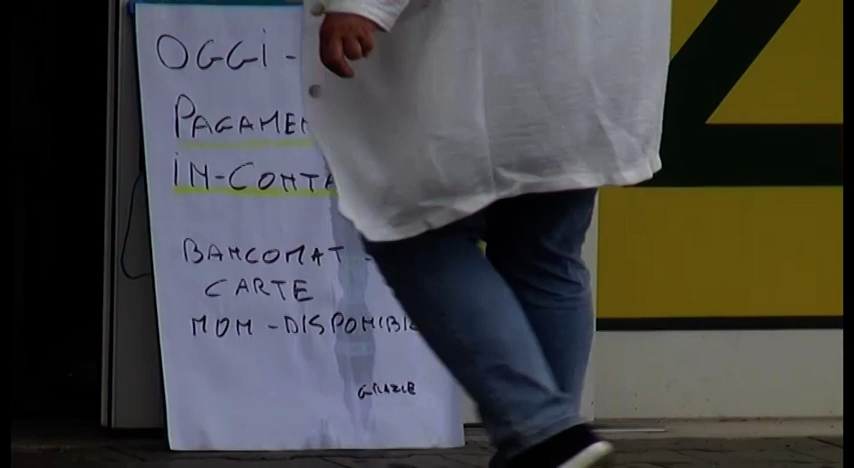 OGGI -
PAGAMEN
IN-CONTA
BANCOMAT -
CARTE
NON-DISPONIBI
GRAZIE